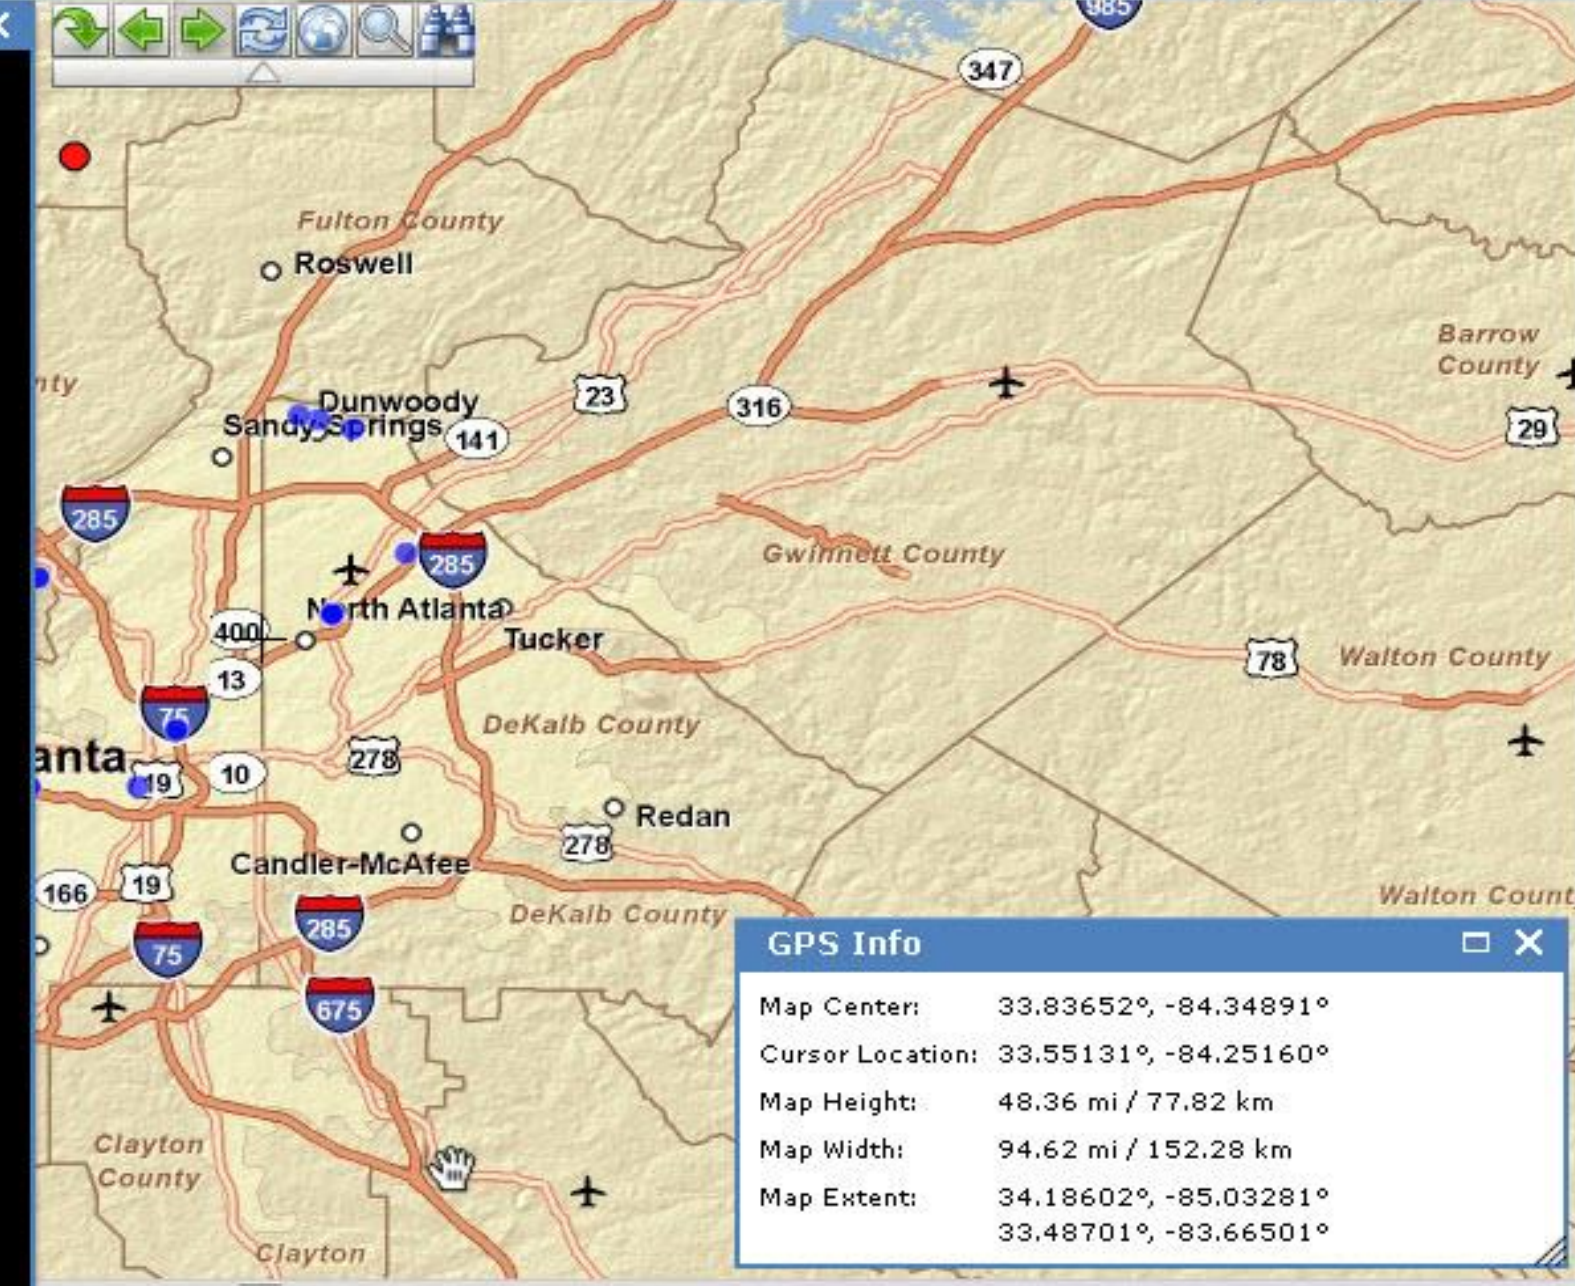 985
347
Fulton County
Roswell
Barrow
County
nty
23
Dunwoody
316
Sandy Springs
141
29
285
285
Gwinnett County
North Atlanta
400
Tucker
78
Walton County
13
75
DeKalb County
anta
19
10
278
Redan
278
Candler-McAfee
166
19
Walton Count
285
DeKalb County
75
675
GPS Info
Map Center: 33.83652°, -84.34891°
Cursor Location: 33.55131°, -84.25160°
Map Height: 48.36 mi / 77.82 km
Map Width: 94.62 mi / 152.28 km
Map Extent: 34.18602°, -85.03281°
33.48701°, -83.66501°
Clayton
County
Clayton